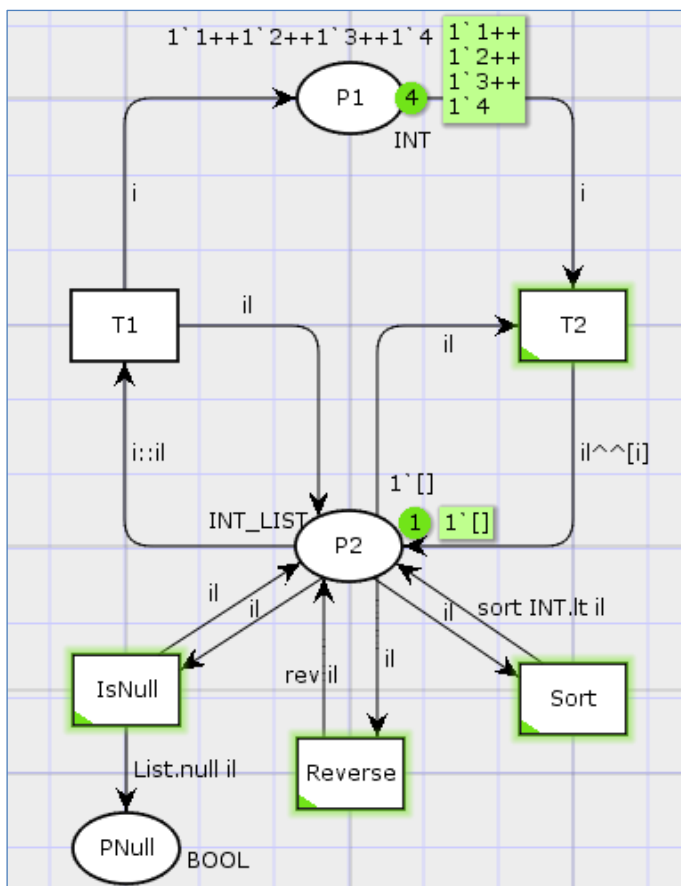 1`1++1`2++1`3++1`4
1`1++
1`2++
1`3++
1`4
P1
4
INT
i
i
T1
il
il
T2
i::il
il^^[i]
1`[]
INT_LIST
1
1`[]
P2
il
il
il
sort INT.lt il
IsNull
rev il
il
Sort
List.null il
Reverse
PNull
BOOL